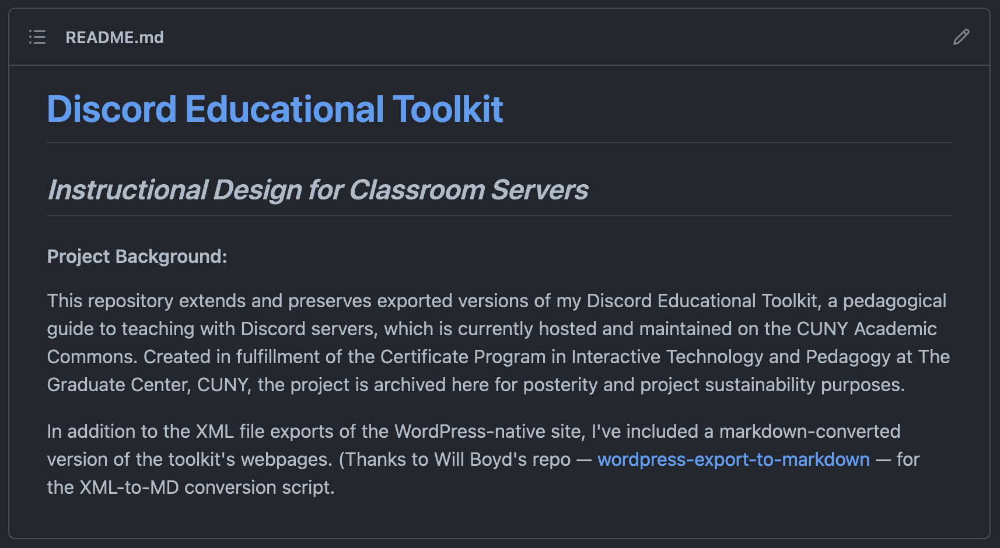 README.md
Discord Educational Toolkit
Instructional Design for Classroom Servers
Project Background:
This repository extends and preserves exported versions of my Discord Educational Toolkit, a pedagogical
guide to teaching with Discord servers, which is currently hosted and maintained on the CUNY Academic
Commons. Created in fulfillment of the Certificate Program in Interactive Technology and Pedagogy at The
Graduate Center, CUNY, the project is archived here for posterity and project sustainability purposes.
In addition to the XML file exports of the WordPress-native site, I've included a markdown-converted
version of the toolkit's webpages. (Thanks to Will Boyd's repo — wordpress-export-to-markdown — for
the XML-to-MD conversion script.